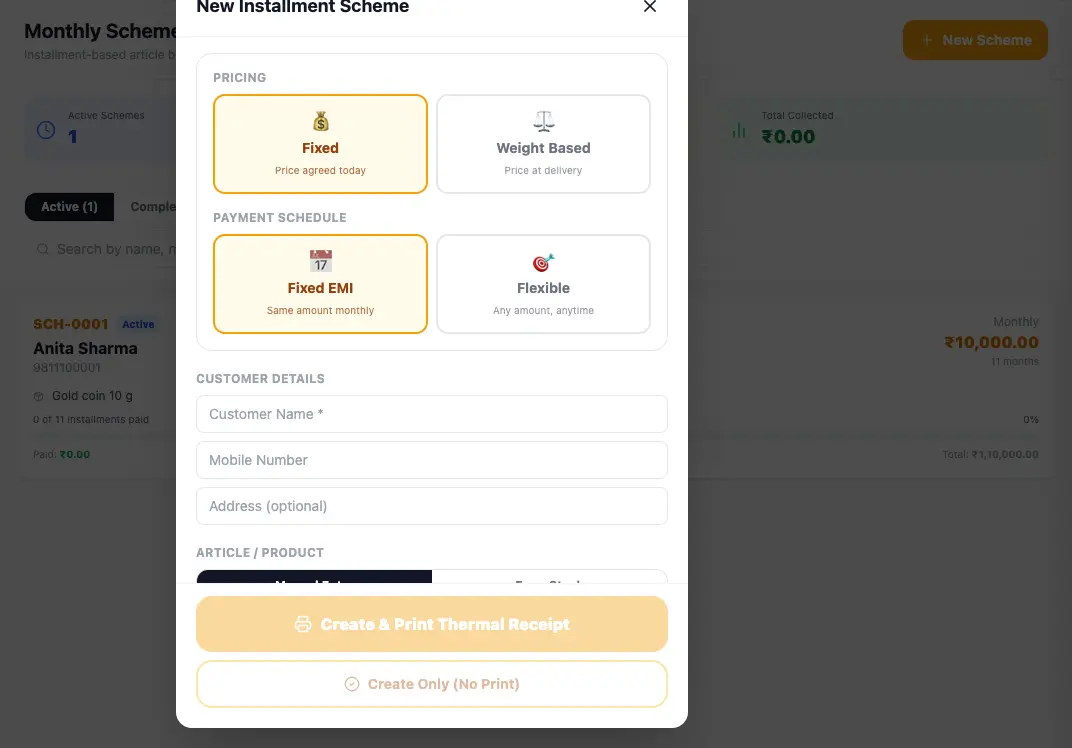 New Installment Scheme
Monthly Scheme
Installment-based article b
+ New Scheme
PRICING
Fixed
Price agreed today
Weight Based
Price at delivery
Active Schemes
1
Total Collected
₹0.00
Active (1)
Comple
PAYMENT SCHEDULE
Search by name, m
17
Fixed EMI
Same amount monthly
Flexible
Any amount, anytime
SCH-0001 Active
Anita Sharma
9811100001
Gold coin 10 g
0 of 11 installments paid
Paid: ₹0.00
Monthly
₹10,000.00
11 months
0%
Total: ₹1,10,000.00
CUSTOMER DETAILS
Customer Name *
Mobile Number
Address (optional)
ARTICLE / PRODUCT
Create & Print Thermal Receipt
Create Only (No Print)